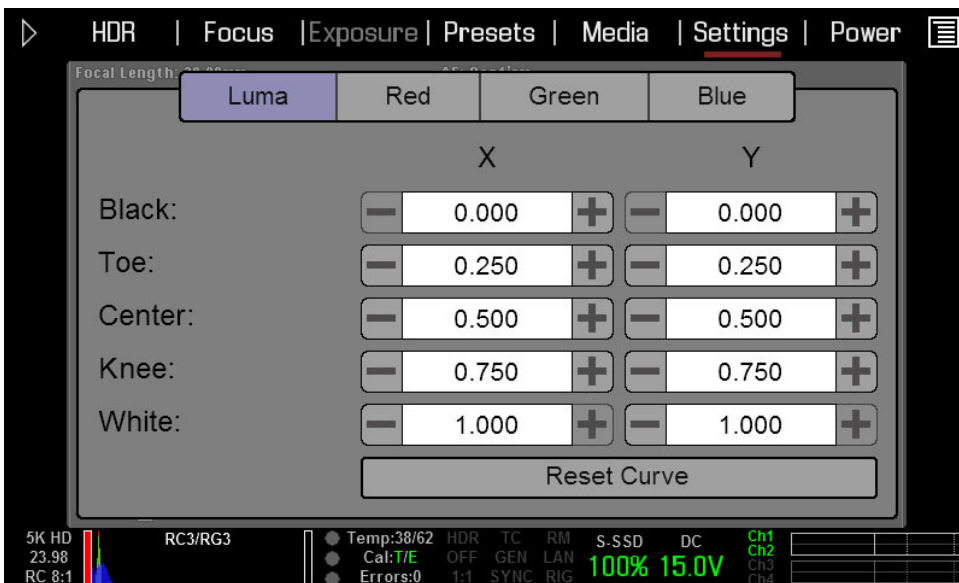 HDR | Focus | Exposure | Presets | Media | Settings | Power
Focal Length:
Luma Red Green Blue
X Y
Black: 0.000 0.000
Toe: 0.250 0.250
Center: 0.500 0.500
Knee: 0.750 0.750
White: 1.000 1.000
Reset Curve
5K HD RC3/RG3 Temp:38/62 HDR TC RM S-SSD DC Ch1
23.98 Cal:T/E OFF GEN LAN 100% 15.0V Ch2
RC 8:1 Errors:0 1:1 SYNC RIG Ch3
Ch4